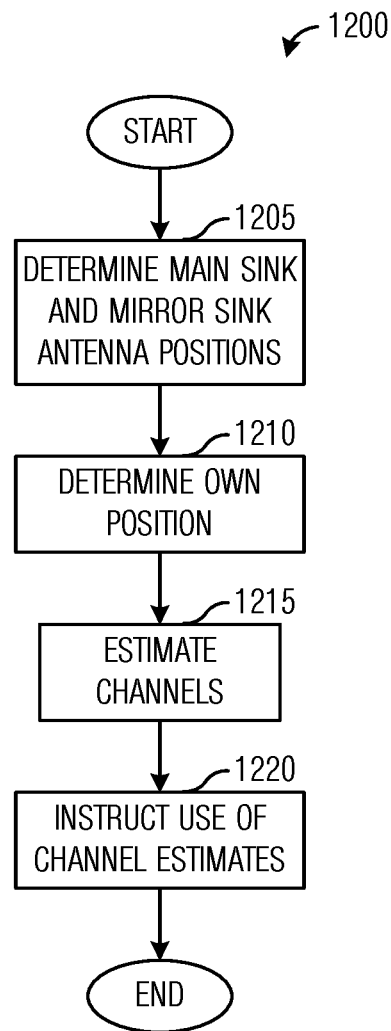 1200
START
1205
DETERMINE MAIN SINK
AND MIRROR SINK
ANTENNA POSITIONS
1210
DETERMINE OWN
POSITION
1215
ESTIMATE
CHANNELS
1220
INSTRUCT USE OF
CHANNEL ESTIMATES
END